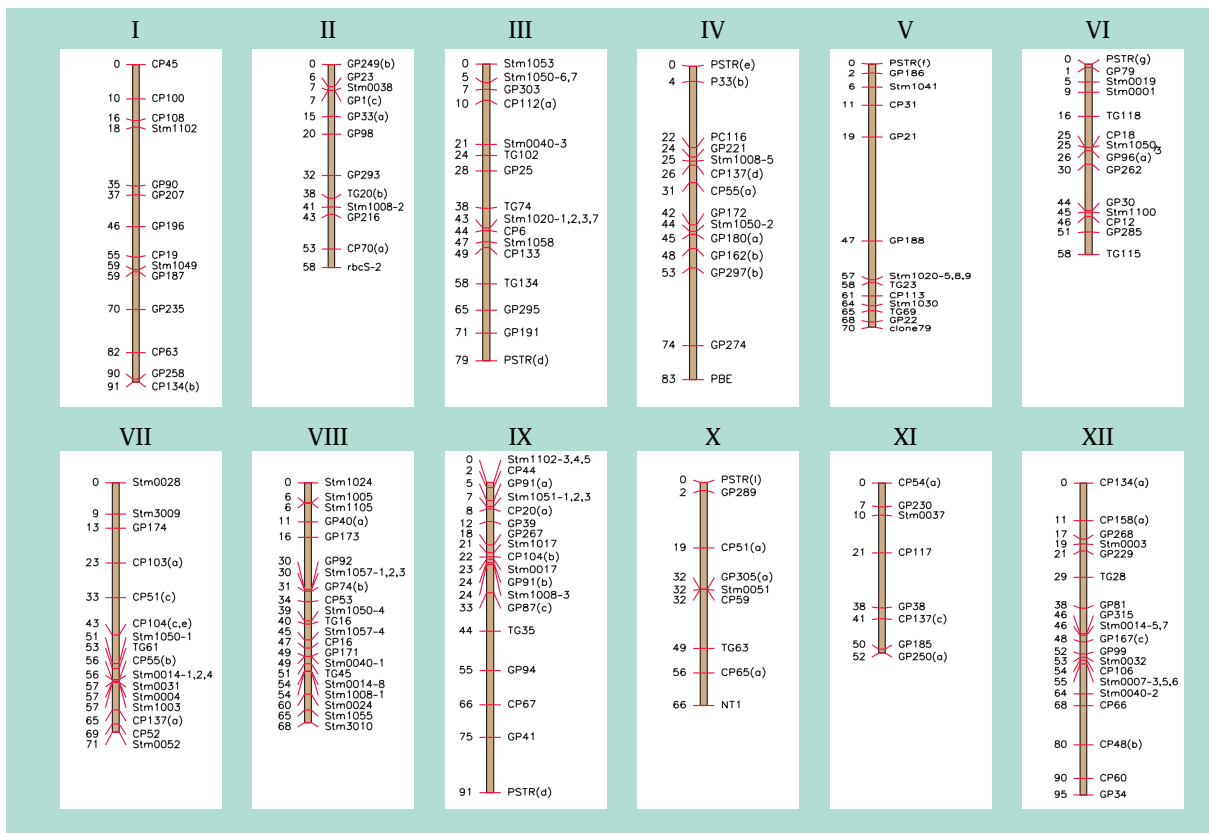 I
0 CP45
10 CP100
16 CP108
18 Stm1102
35 GP90
37 GP207
46 GP196
55 CP19
59 Stm1049
59 GP187
70 GP235
82 CP63
90 GP258
91 CP134(b)
II
0 GP249(b)
6 GP23
7 Stm0038
7 GP1(c)
15 GP33(a)
20 GP98
32 GP293
38 TG20(b)
41 Stm1008-2
43 GP216
53 CP70(a)
58 rbcS-2
III
0 Stm1053
5 Stm1050-6,7
7 GP303
10 CP112(a)
21 Stm0040-3
24 TG102
28 GP25
38 TG74
43 Stm1020-1,2,3,7
44 CP6
47 Stm1058
49 CP133
58 TG134
65 GP295
71 GP191
79 PSTR(d)
IV
0 PSTR(e)
4 P33(b)
22 PC116
24 GP221
25 Stm1008-5
26 CP137(d)
31 CP55(a)
42 GP172
44 Stm1050-2
45 GP180(a)
48 GP162(b)
53 GP297(b)
74 GP274
83 PBE
V
0 PSTR(f)
2 GP186
6 Stm1041
11 CP31
19 GP21
47 GP188
57 Stm1020-5,8,9
58 TG23
61 CP113
64 Stm1030
65 TG69
68 GP22
70 clone79
VI
0 PSTR(g)
1 GP79
5 Stm0019
9 Stm0001
16 TG118
25 CP18
25 Stm1050-3
26 GP96(a)
30 GP262
44 GP30
45 Stm1100
46 CP12
51 GP285
58 TG115
VII
0 Stm0028
9 Stm3009
13 GP174
23 CP103(a)
33 CP51(c)
43 CP104(c,e)
51 Stm1050-1
53 TG61
56 CP55(b)
56 Stm0014-1,2,4
57 Stm0031
57 Stm0004
57 Stm1003
65 CP137(a)
69 CP52
71 Stm0052
VIII
0 Stm1024
6 Stm1005
6 Stm1105
11 GP40(a)
16 GP173
30 GP92
30 Stm1057-1,2,3
31 GP74(b)
34 CP53
39 Stm1050-4
40 TG16
45 Stm1057-4
47 CP16
49 GP171
49 Stm0040-1
51 TG45
54 Stm0014-8
54 Stm1008-1
60 Stm0024
65 Stm1055
68 Stm3010
IX
0 Stm1102-3,4,5
2 CP44
5 GP91(a)
7 Stm1051-1,2,3
8 CP20(a)
12 GP39
18 GP267
21 Stm1017
22 CP104(b)
23 Stm0017
24 GP91(b)
24 Stm1008-3
33 GP87(c)
44 TG35
55 GP94
66 CP67
75 GP41
91 PSTR(d)
X
0 PSTR(l)
2 GP289
19 CP51(a)
32 GP305(a)
32 Stm0051
32 CP59
49 TG63
56 CP65(a)
66 NT1
XI
0 CP54(a)
7 GP230
10 Stm0037
21 CP117
38 GP38
41 CP137(c)
50 GP185
52 GP250(a)
XII
0 CP134(a)
11 CP158(a)
17 GP268
19 Stm0003
21 GP229
29 TG28
38 GP81
46 GP315
46 Stm0014-5,7
48 GP167(c)
52 GP99
53 Stm0032
54 CP106
55 Stm0007-3,5,6
64 Stm0040-2
68 CP66
80 CP48(b)
90 CP60
95 GP34